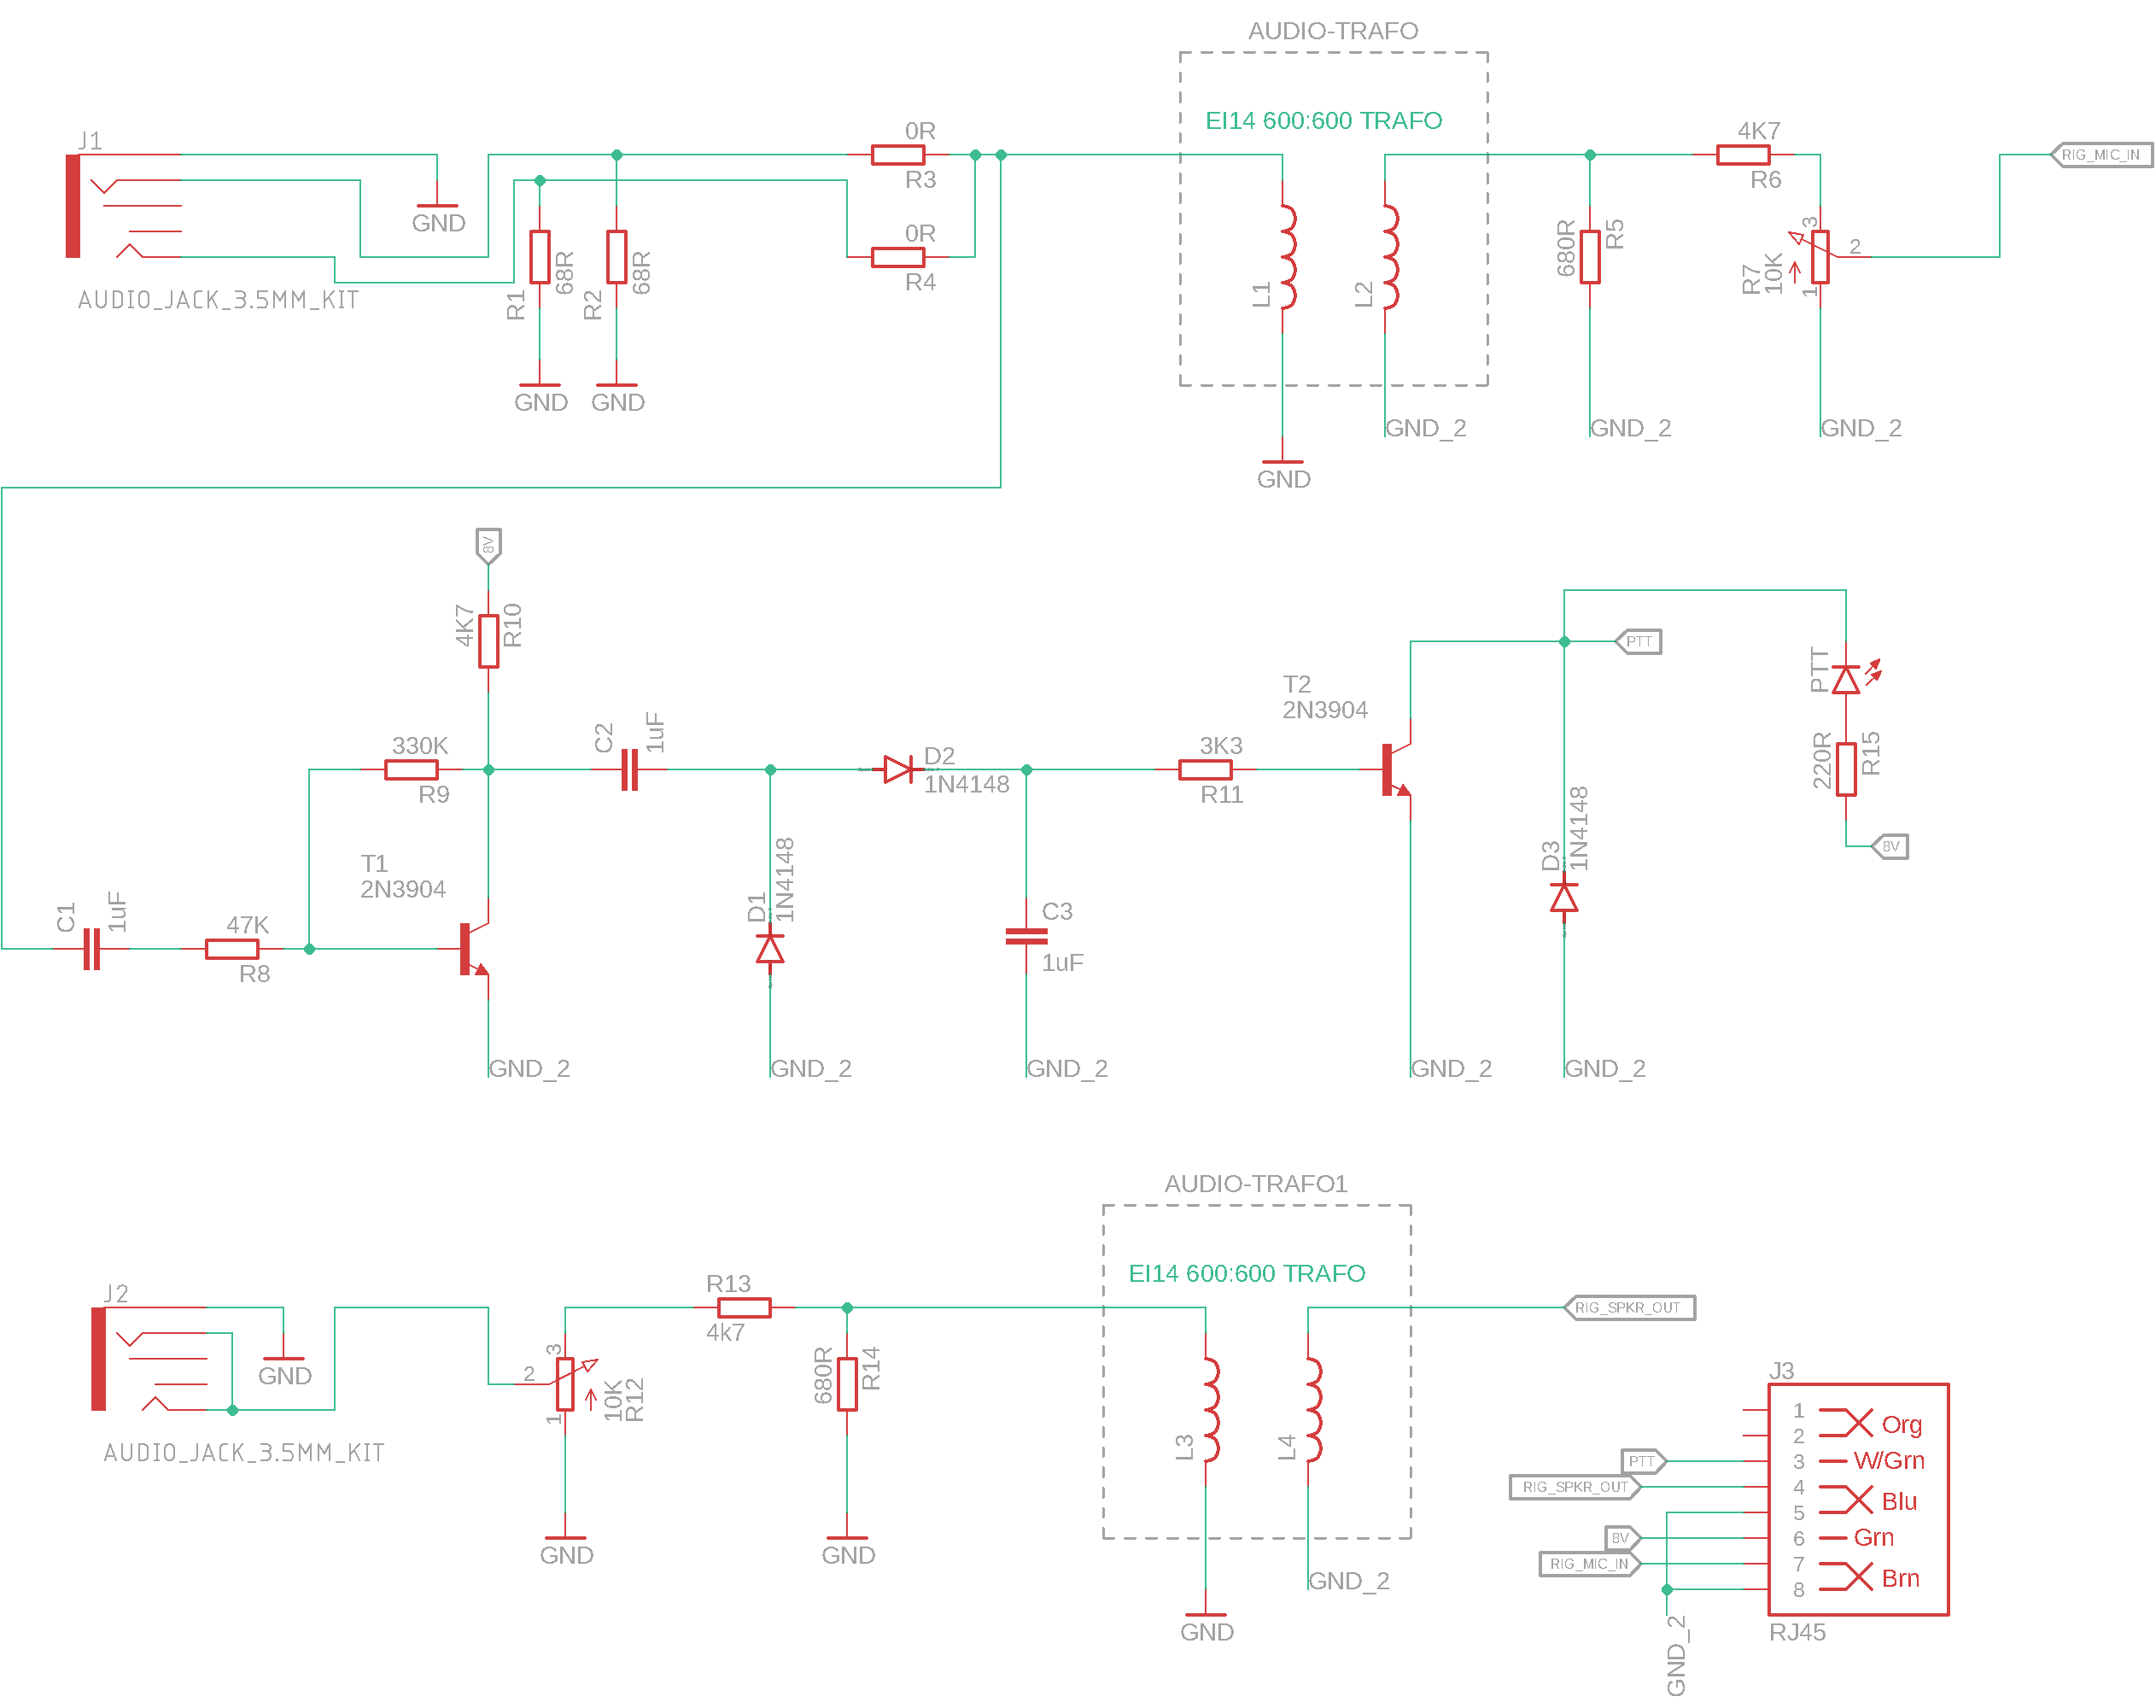 AUDIO-TRAFO
EI14 600:600 TRAFO
J1
AUDIO_JACK_3.5MM_KIT
GND
R1
68R
R2
68R
GND
GND
0R
R3
0R
R4
L1
L2
GND
GND_2
680R
R5
GND_2
4K7
R6
R7
10K
3
2
1
GND_2
RIG_MIC_IN
8V
4K7
R10
330K
R9
T1
2N3904
C1
1uF
47K
R8
GND_2
C2
1uF
D1
1N4148
GND_2
D2
1N4148
C3
1uF
GND_2
3K3
R11
T2
2N3904
GND_2
PTT
D3
1N4148
GND_2
PTT
220R
R15
8V
AUDIO-TRAFO1
EI14 600:600 TRAFO
J2
AUDIO_JACK_3.5MM_KIT
GND
3
2
1
10K
R12
GND
R13
4k7
680R
R14
GND
L3
L4
GND
GND_2
RIG_SPKR_OUT
J3
1
2
3
4
5
6
7
8
Org
W/Grn
Blu
Grn
Brn
PTT
RIG_SPKR_OUT
8V
RIG_MIC_IN
GND_2
RJ45